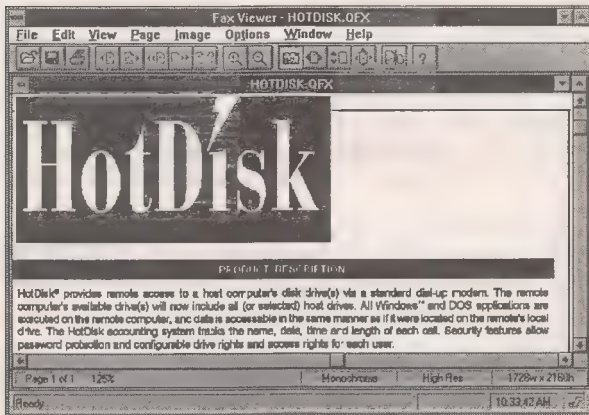 Fax Viewer - HOTDISK.QFX
File Edit View Page Image Options Window Help
HOTDISK.QFX
HotDisk
PRODUCT DESCRIPTION
HotDisk® provides remote access to a host computer's disk drive(s) via a standard dial-up modem. The remote
computer's available drive(s) will now include all (or selected) host drives. All Windows™ and DOS applications are
executed on the remote computer, and data is accessable in the same manner as if it were located on the remote's local
drive. The HotDisk accounting system tracks the name, date, time and length of each call. Security features allow
password protection and configurable drive rights and access rights for each user.
Page 1 of 1 125% Monochrome High Res 1728w x 2160h
Ready 10:33:43 AM